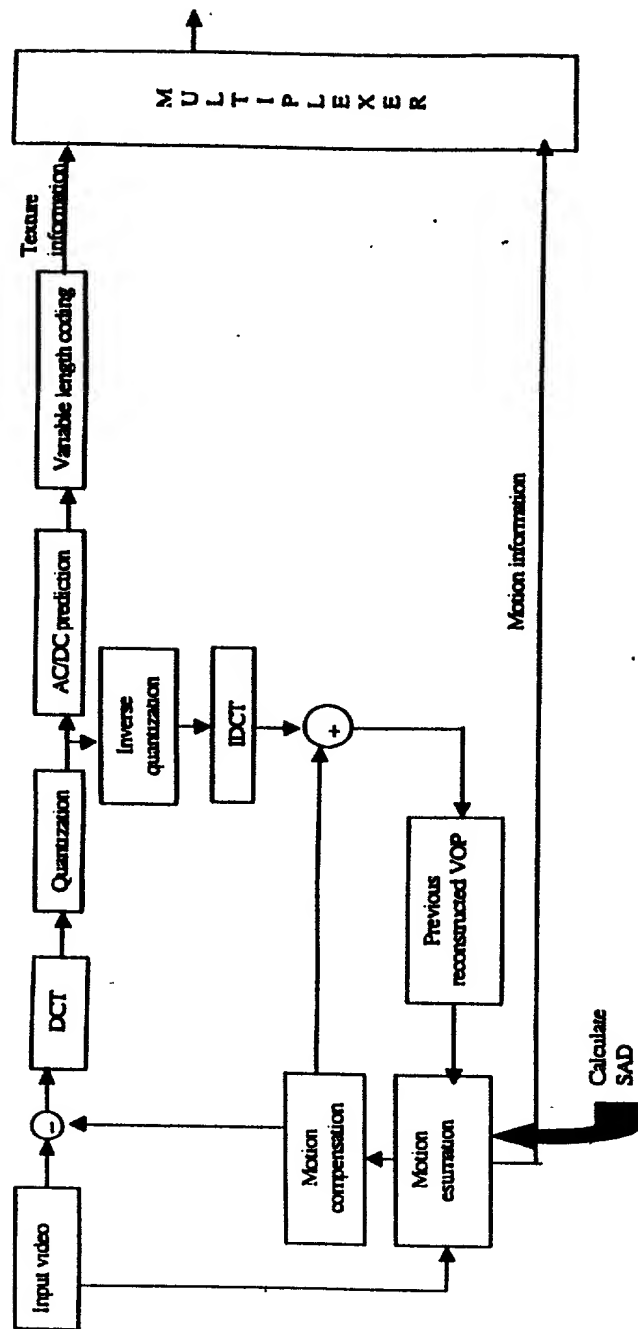 Input video
DCT
Quantization
AC/DC prediction
Variable length coding
Texture
information
MULTIPLEXER
Inverse
quantization
IDCT
+
-
Motion
compensation
Previous
reconstructed VOP
Motion
estimation
Motion information
Calculate
SAD